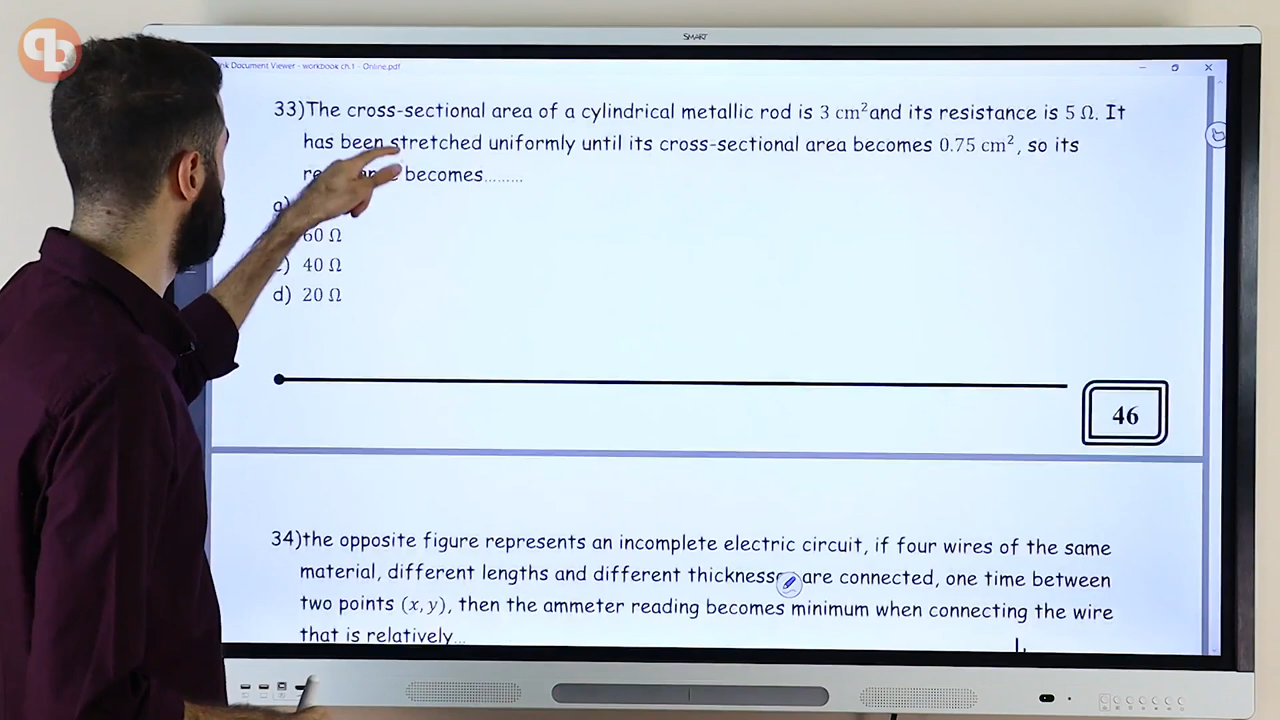 SMART
nk Document Viewer - workbook ch.1 - Online.pdf
33)The cross-sectional area of a cylindrical metallic rod is 3 cm² and its resistance is 5 Ω. It
has been stretched uniformly until its cross-sectional area becomes 0.75 cm², so its
becomes........
a)
60 Ω
c) 40 Ω
d) 20 Ω
46
34)the opposite figure represents an incomplete electric circuit, if four wires of the same
material, different lengths and different thickness are connected, one time between
two points (x, y), then the ammeter reading becomes minimum when connecting the wire
that is relatively...